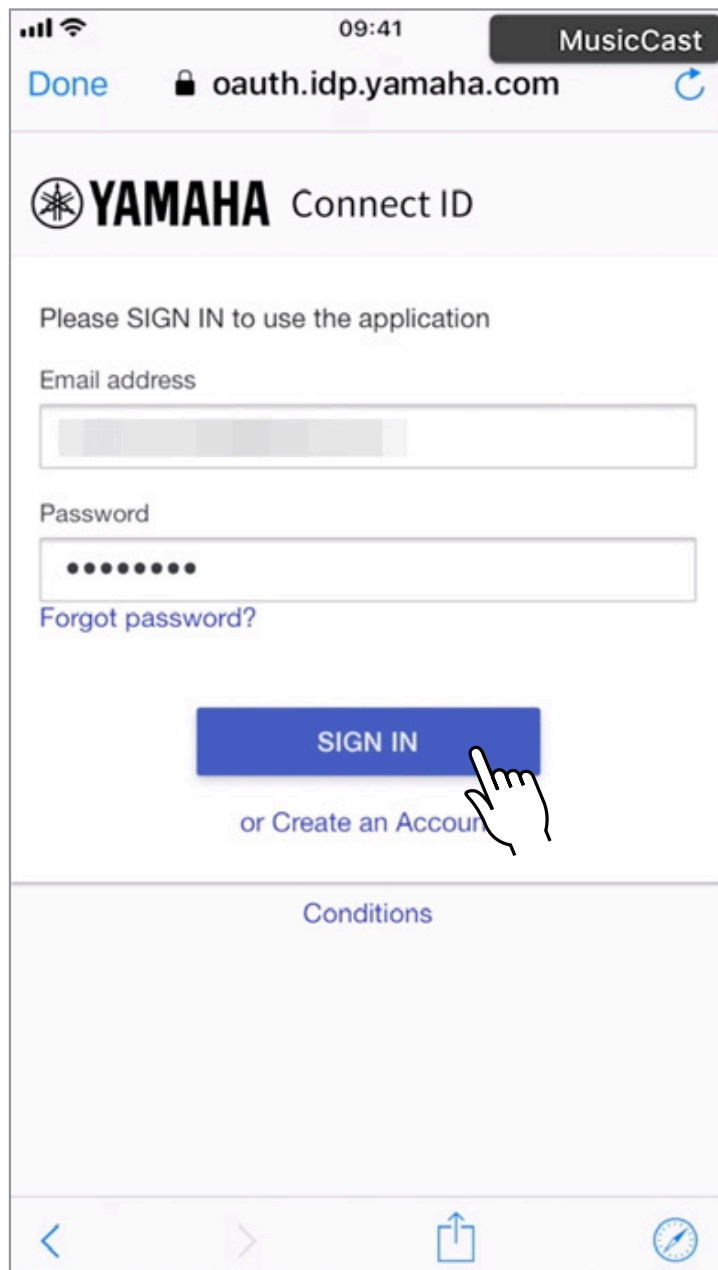 09:41
MusicCast
Done oauth.idp.yamaha.com
YAMAHA Connect ID
Please SIGN IN to use the application
Email address
Password
••••••••
Forgot password?
SIGN IN
or Create an Accoun
Conditions